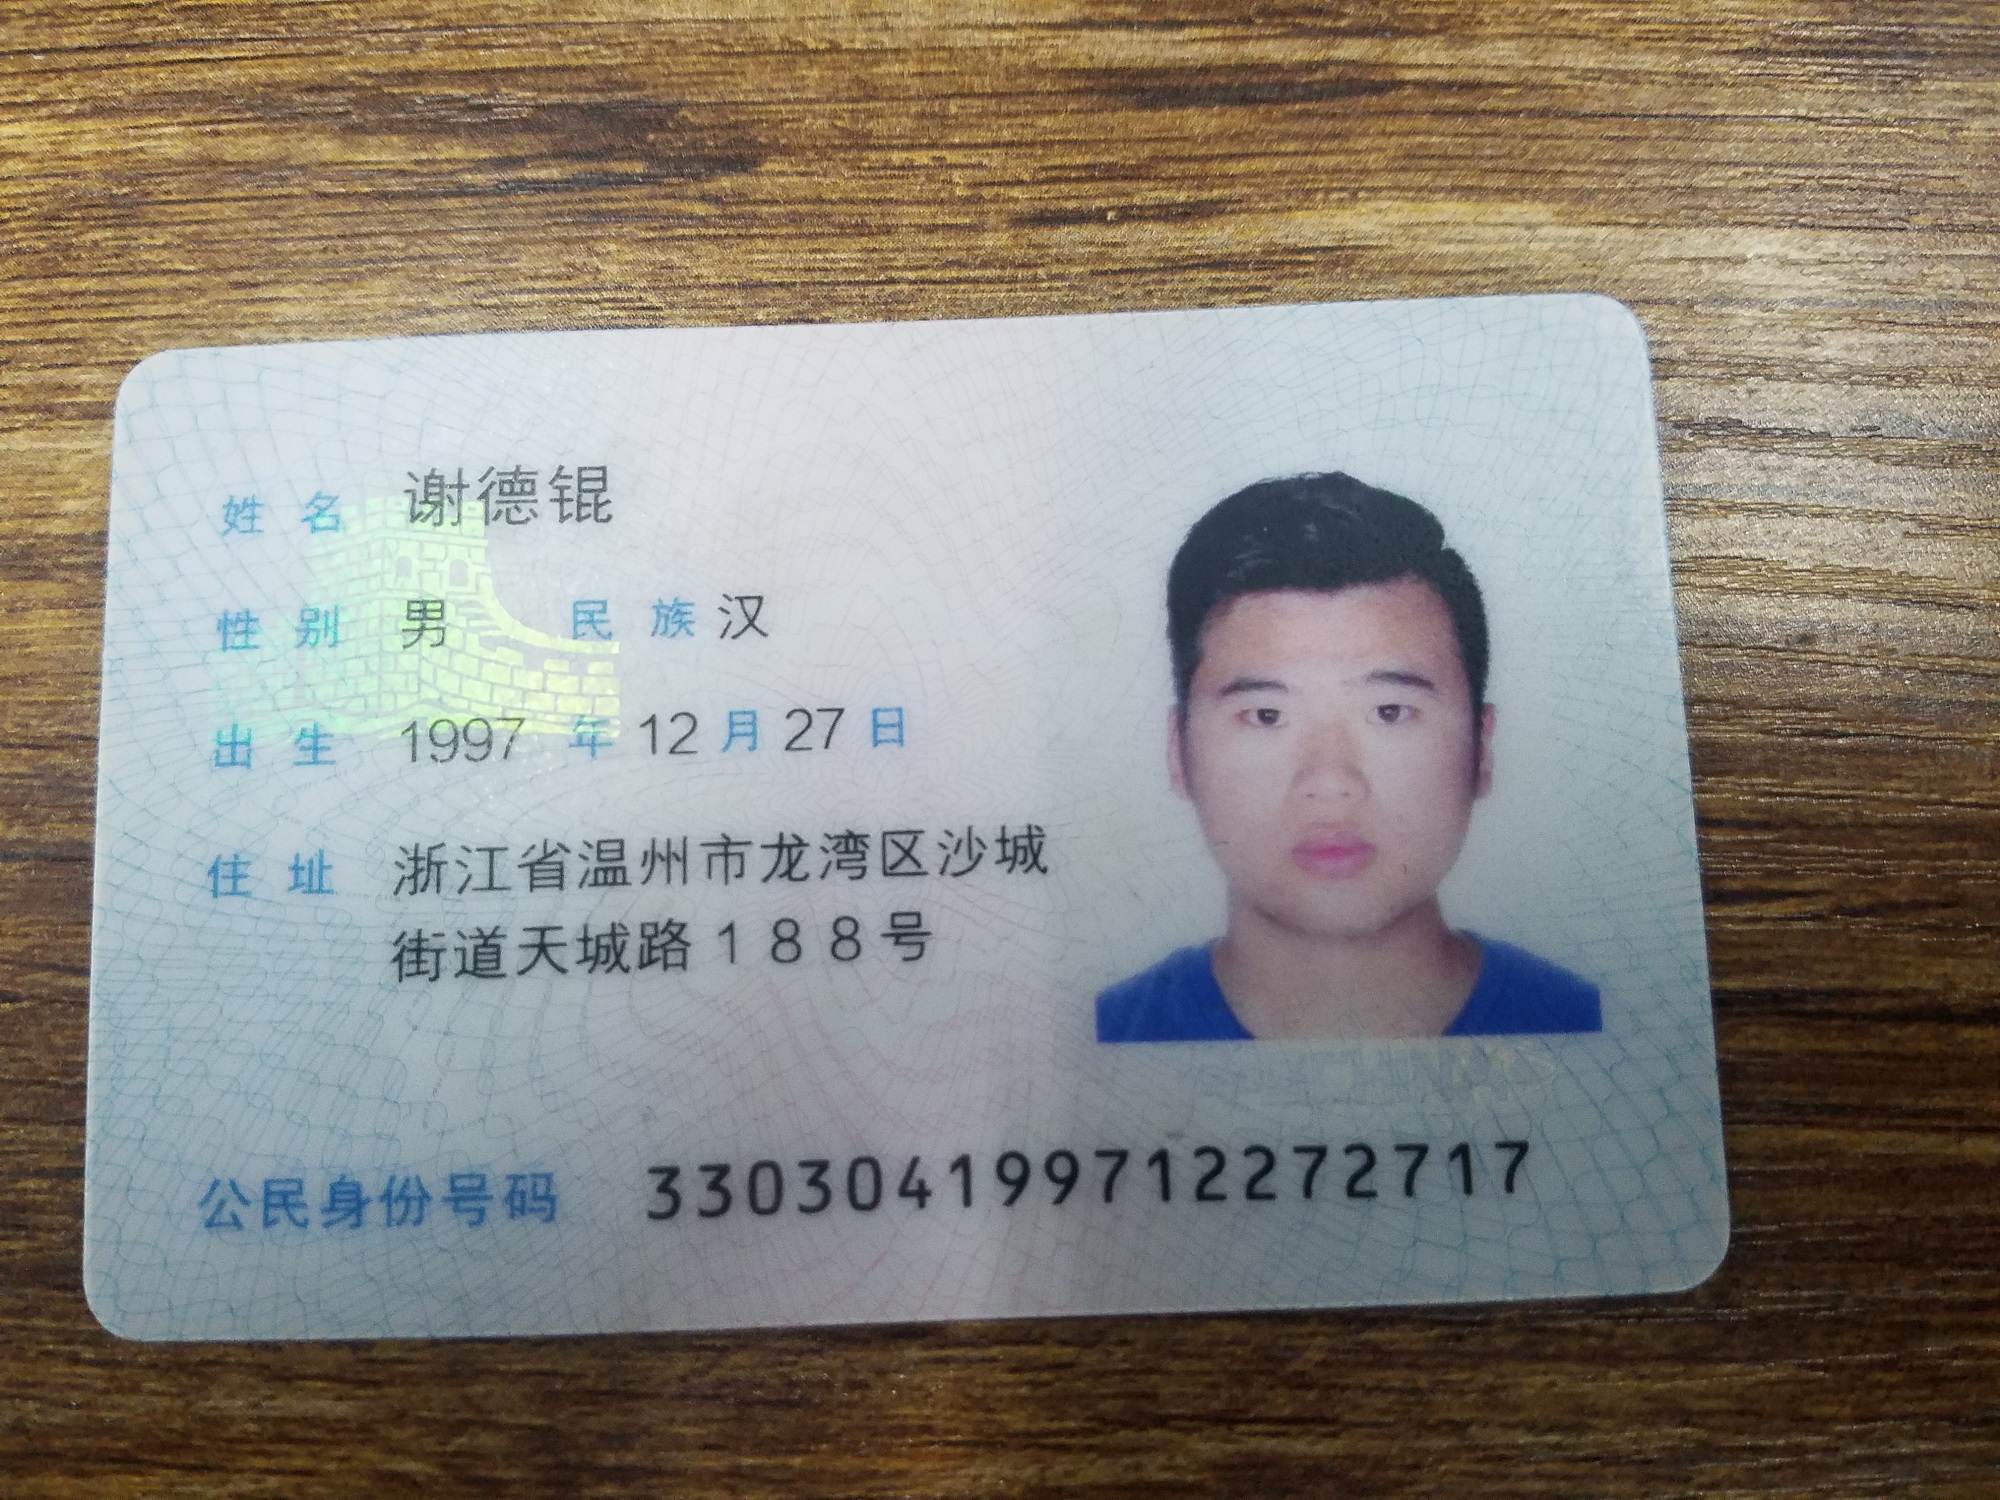 姓名 谢德锟
性别 男 民族 汉
出生 1997 年 12 月 27 日
住址 浙江省温州市龙湾区沙城
街道天城路188号
公民身份号码 330304199712272717